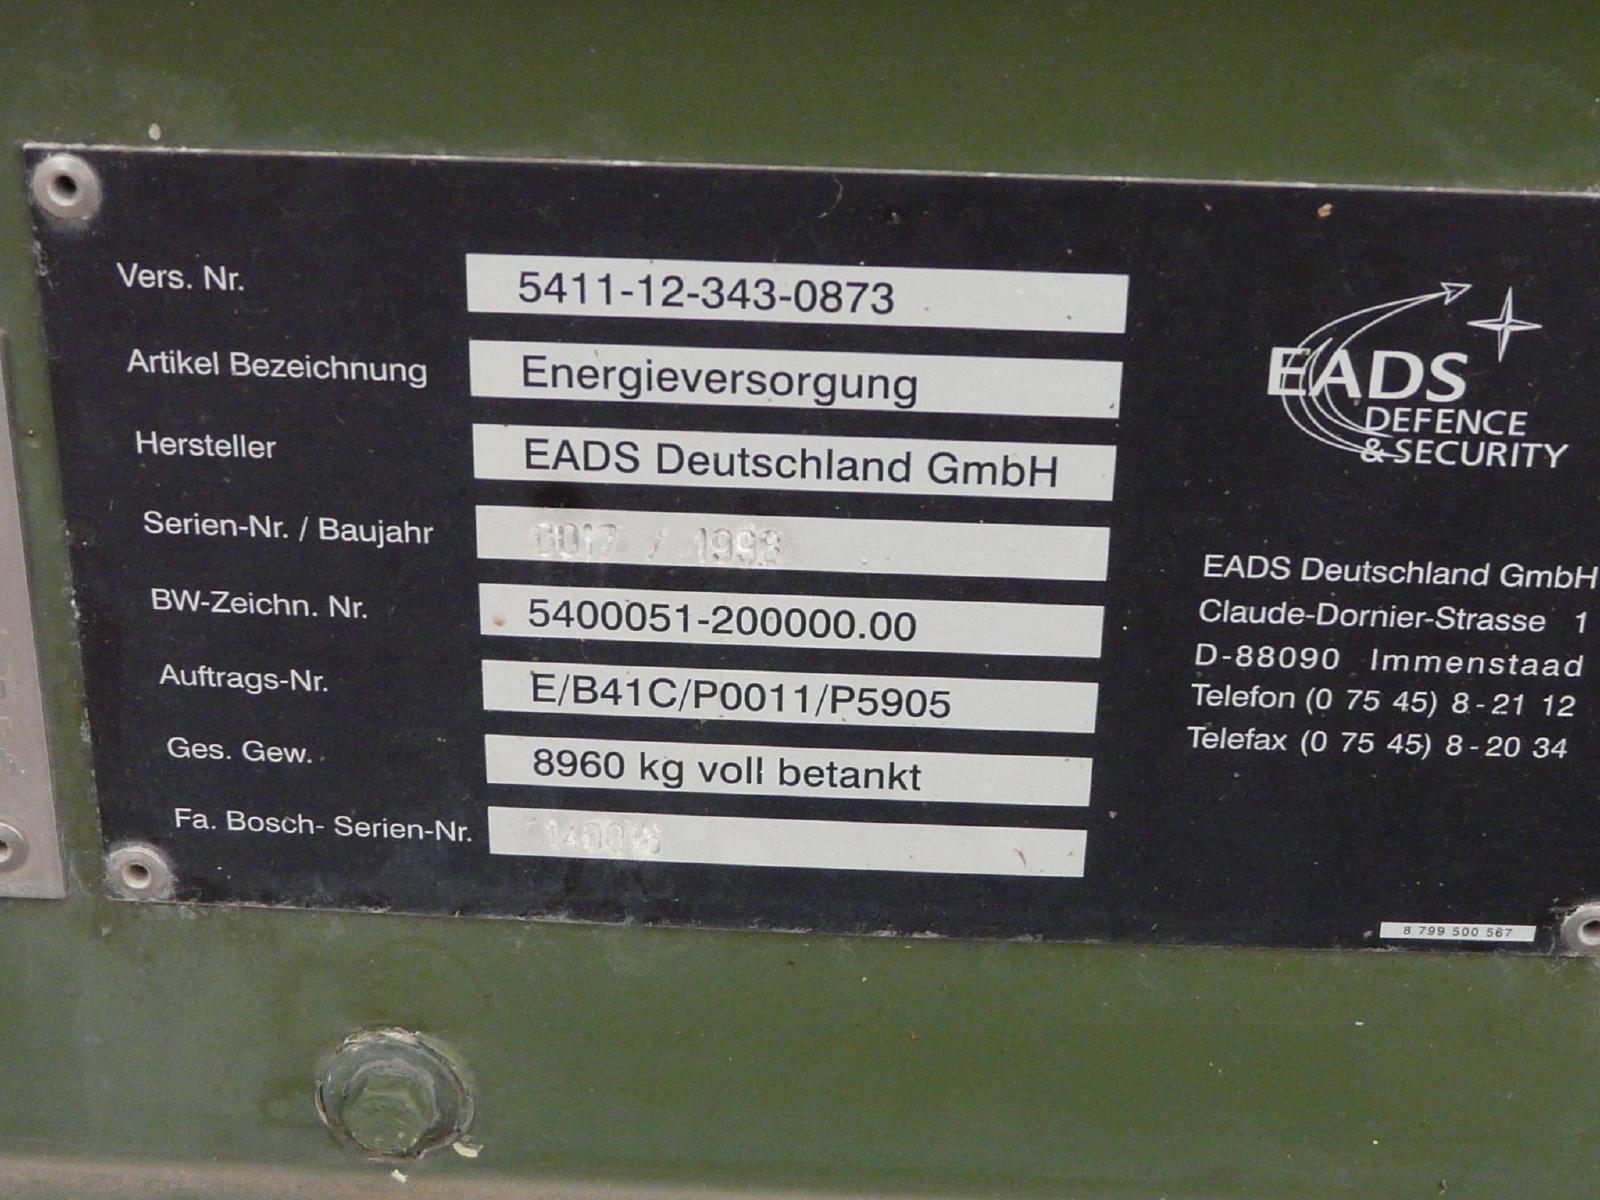 Vers. Nr. 5411-12-343-0873
Artikel Bezeichnung Energieversorgung
Hersteller EADS Deutschland GmbH
Serien-Nr. / Baujahr 0017 /
BW-Zeichn. Nr. 5400051-200000.00
Auftrags-Nr. E/B41C/P0011/P5905
Ges. Gew. 8960 kg voll betankt
Fa. Bosch- Serien-Nr.
EADS
DEFENCE
& SECURITY
EADS Deutschland GmbH
Claude-Dornier-Strasse 1
D-88090 Immenstaad
Telefon (0 75 45) 8-21 12
Telefax (0 75 45) 8-20 34
8 799 500 567